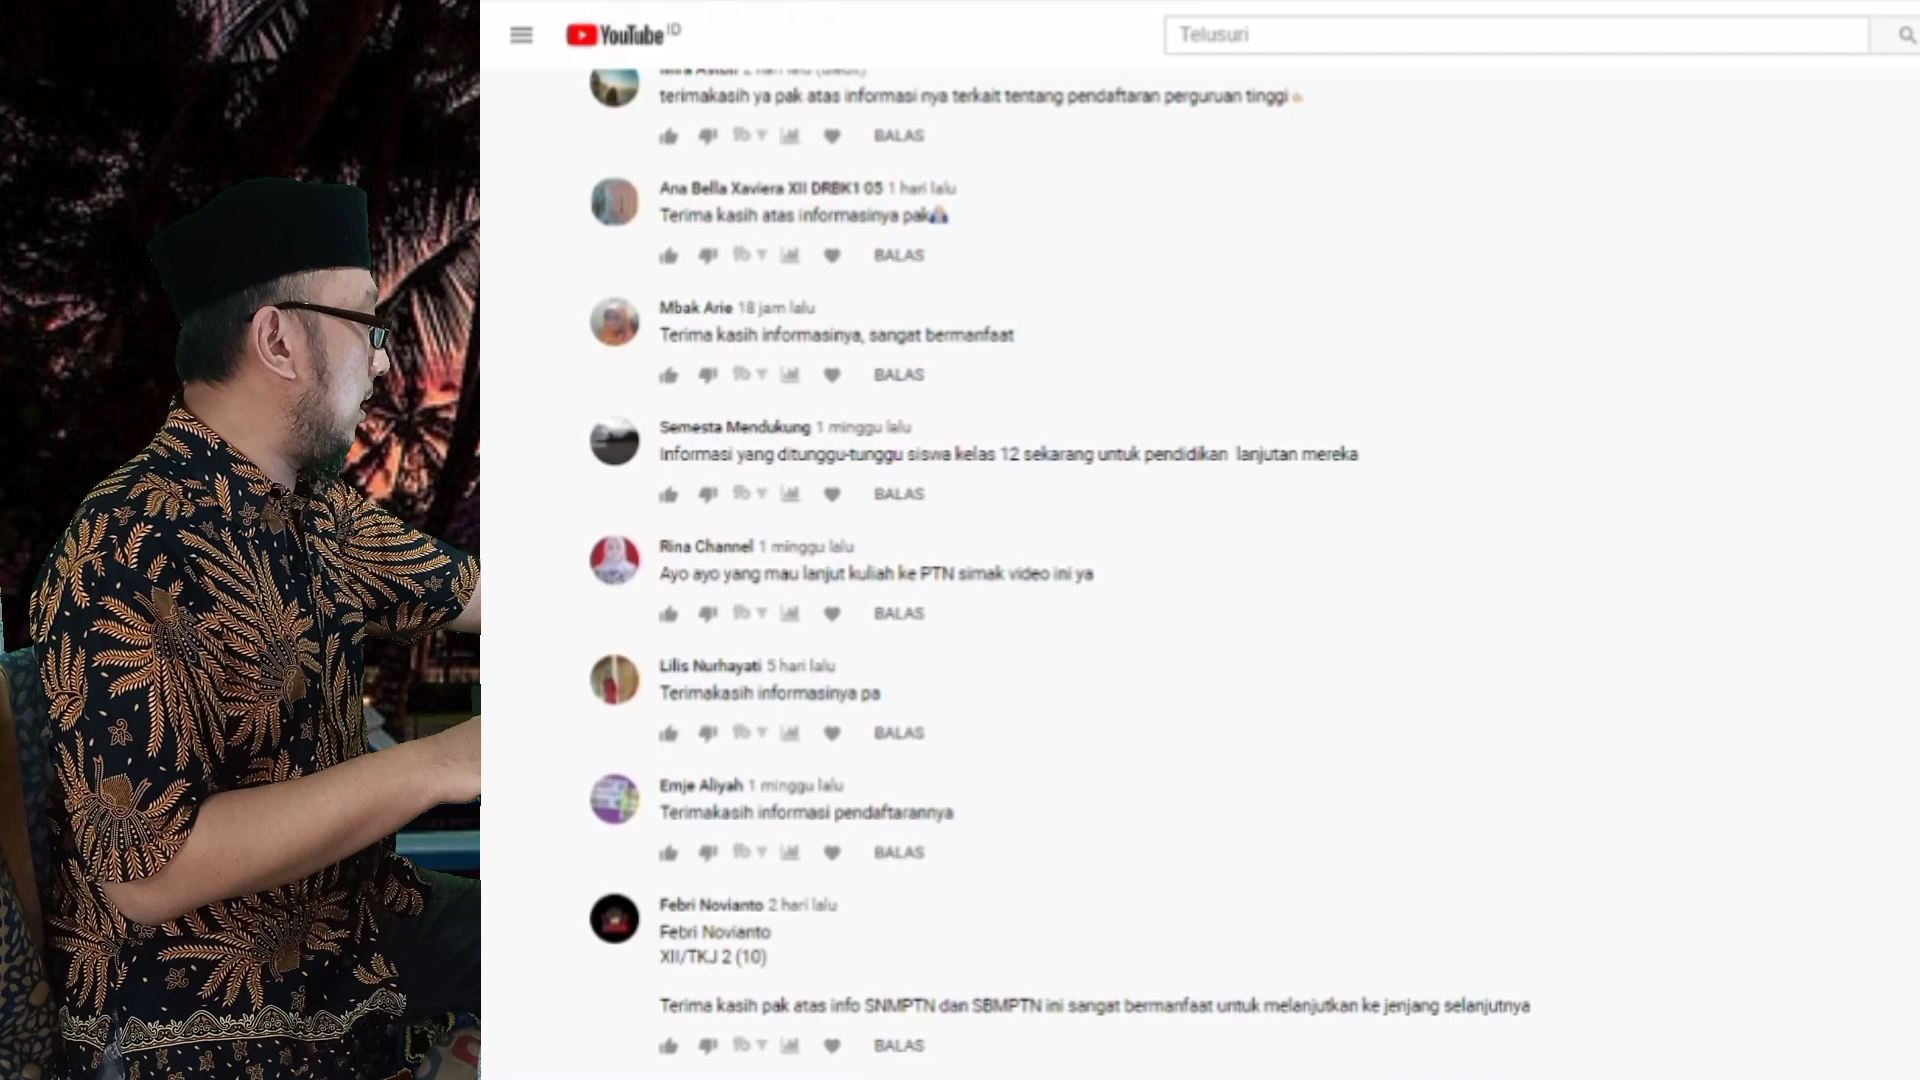 YouTube ID
Telusuri
terimakasih ya pak atas informasi nya terkait tentang pendaftaran perguruan tinggi
BALAS
Ana Bella Xaviera XII DRBK1 05 1 hari lalu
Terima kasih atas informasinya pak
BALAS
Mbak Arie 18 jam lalu
Terima kasih informasinya, sangat bermanfaat
BALAS
Semesta Mendukung 1 minggu lalu
Informasi yang ditunggu-tunggu siswa kelas 12 sekarang untuk pendidikan lanjutan mereka
BALAS
Rina Channel 1 minggu lalu
Ayo ayo yang mau lanjut kuliah ke PTN simak video ini ya
BALAS
Lilis Nurhayati 5 hari lalu
Terimakasih informasinya pa
BALAS
Emje Aliyah 1 minggu lalu
Terimakasih informasi pendaftarannya
BALAS
Febri Novianto 2 hari lalu
Febri Novianto
XII/TKJ 2 (10)
Terima kasih pak atas info SNMPTN dan SBMPTN ini sangat bermanfaat untuk melanjutkan ke jenjang selanjutnya
BALAS